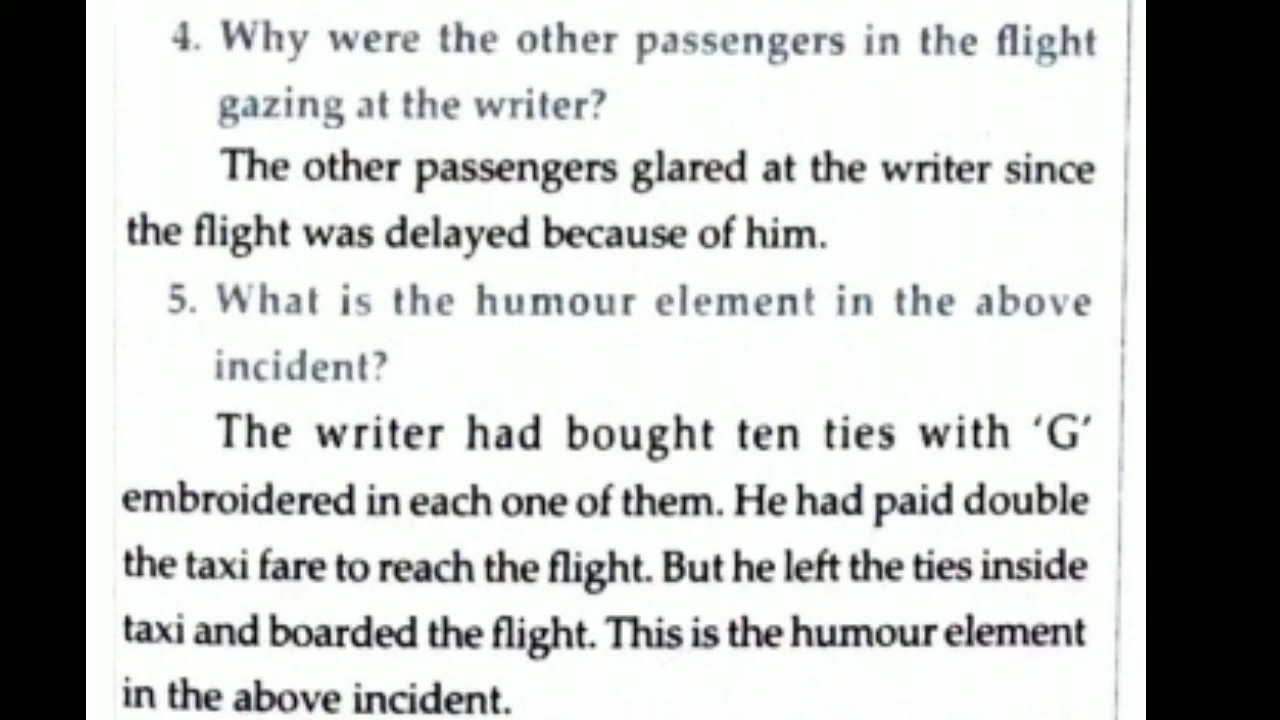 4. Why were the other passengers in the flight
gazing at the writer?
The other passengers glared at the writer since
the flight was delayed because of him.
5. What is the humour element in the above
incident?
The writer had bought ten ties with ‘G’
embroidered in each one of them. He had paid double
the taxi fare to reach the flight. But he left the ties inside
taxi and boarded the flight. This is the humour element
in the above incident.